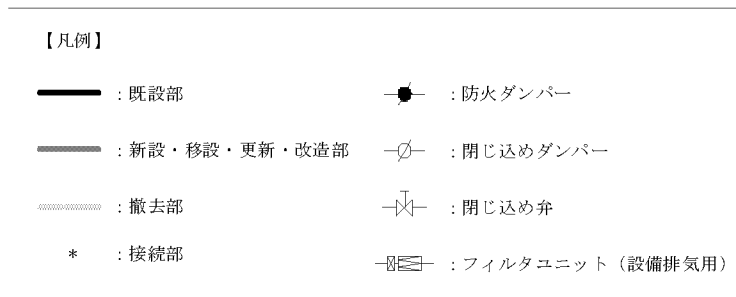 【凡例】
：既設部
：新設・移設・更新・改造部
：撤去部
* ：接続部
：防火ダンパー
：閉じ込めダンパー
：閉じ込め弁
：フィルタユニット（設備排気用）